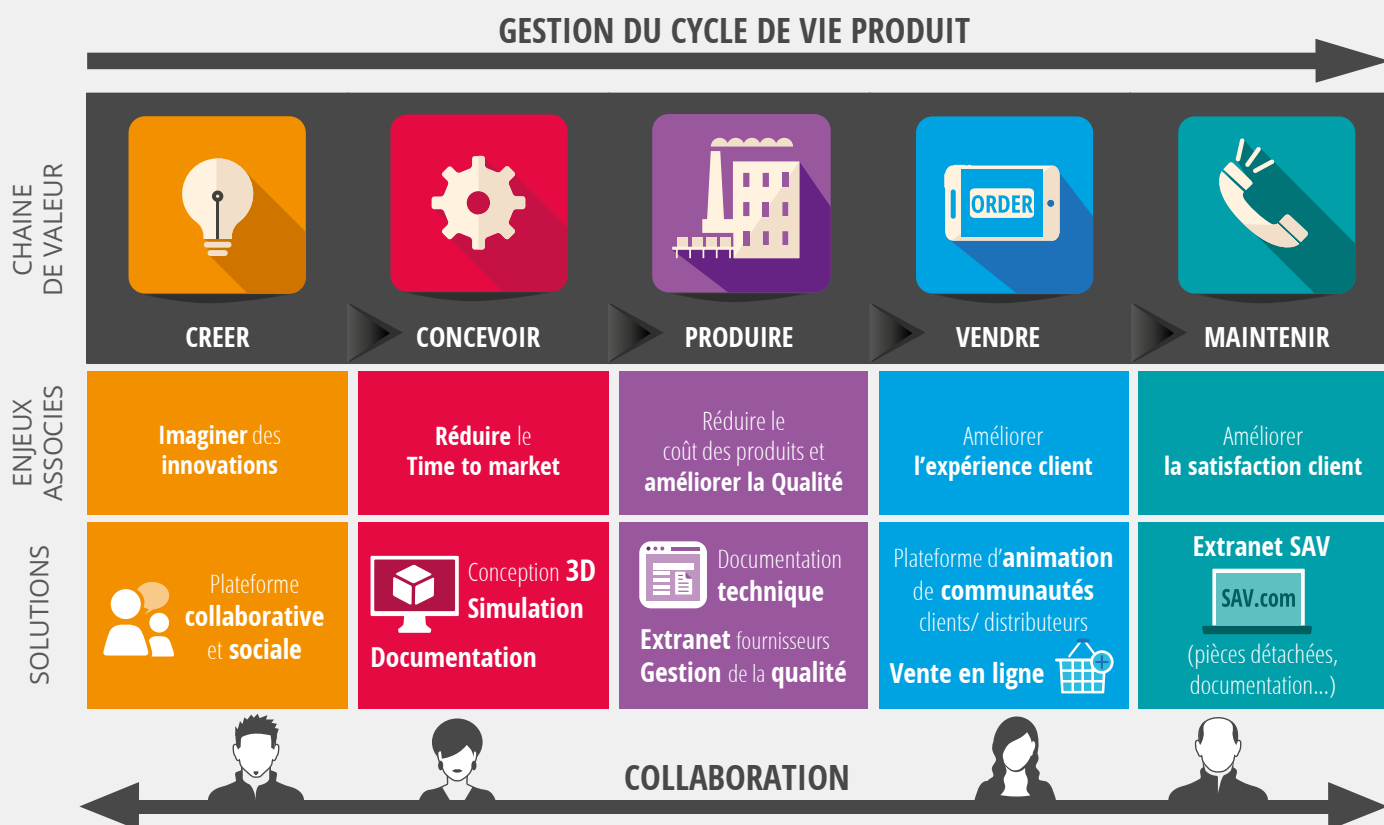 GESTION DU CYCLE DE VIE PRODUIT
CHAINE
DE VALEUR
ORDER
CREER
CONCEVOIR
PRODUIRE
VENDRE
MAINTENIR
ENJEUX
ASSOCIES
Imaginer des
innovations
Réduire le
Time to market
Réduire le
coût des produits et
améliorer la Qualité
Améliorer
l'expérience client
Améliorer
la satisfaction client
SOLUTIONS
Plateforme
collaborative
et sociale
Conception 3D
Simulation
Documentation
Documentation
technique
Extranet fournisseurs
Gestion de la qualité
Plateforme d'animation
de communautés
clients/ distributeurs
Vente en ligne
Extranet SAV
SAV.com
(pièces détachées,
documentation...)
COLLABORATION